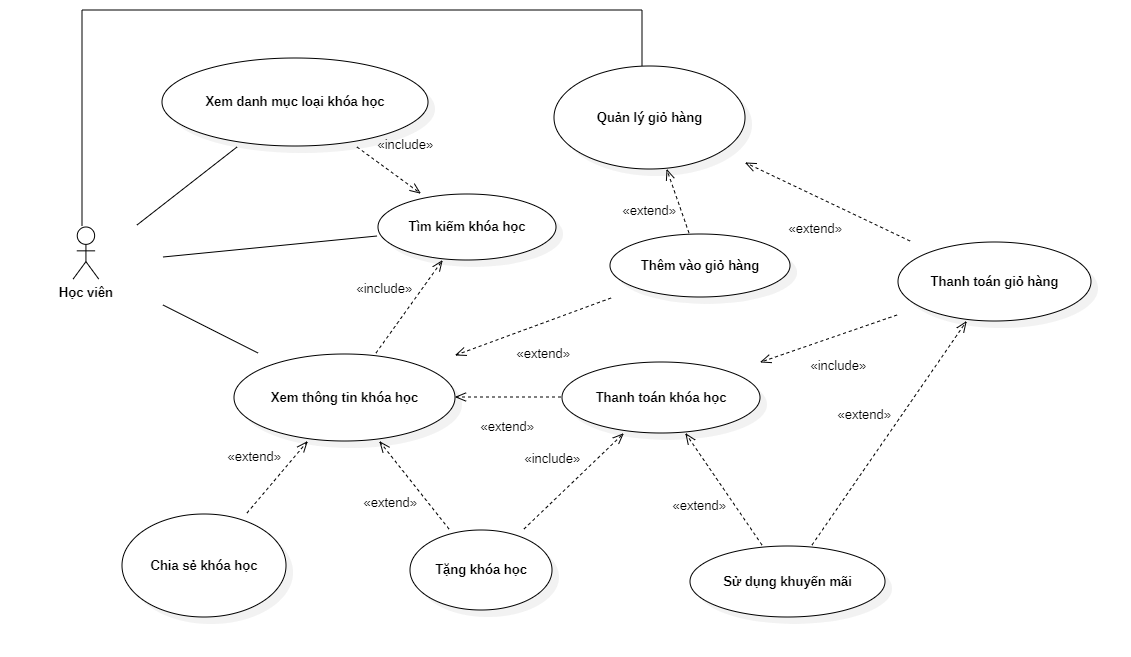 Xem danh mục loại khóa học
Quản lý giỏ hàng
«include»
«extend»
Tìm kiếm khóa học
«extend»
Thêm vào giỏ hàng
Thanh toán giỏ hàng
Học viên
«include»
«extend»
«include»
Xem thông tin khóa học
Thanh toán khóa học
«extend»
«extend»
«extend»
«include»
«extend»
«extend»
Chia sẻ khóa học
Tặng khóa học
Sử dụng khuyến mãi